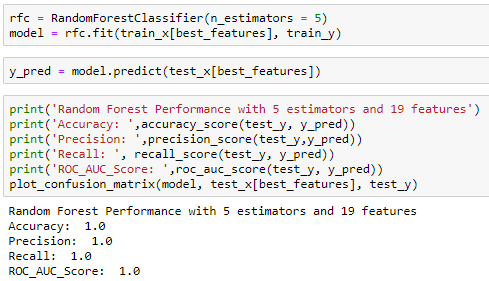 rfc = RandomForestClassifier(n_estimators = 5)
model = rfc.fit(train_x[best_features], train_y)
y_pred = model.predict(test_x[best_features])
print('Random Forest Performance with 5 estimators and 19 features')
print('Accuracy: ',accuracy_score(test_y, y_pred))
print('Precision: ',precision_score(test_y,y_pred))
print('Recall: ', recall_score(test_y, y_pred))
print('ROC_AUC_Score: ',roc_auc_score(test_y, y_pred))
plot_confusion_matrix(model, test_x[best_features], test_y)
Random Forest Performance with 5 estimators and 19 features
Accuracy:  1.0
Precision:  1.0
Recall:  1.0
ROC_AUC_Score:  1.0